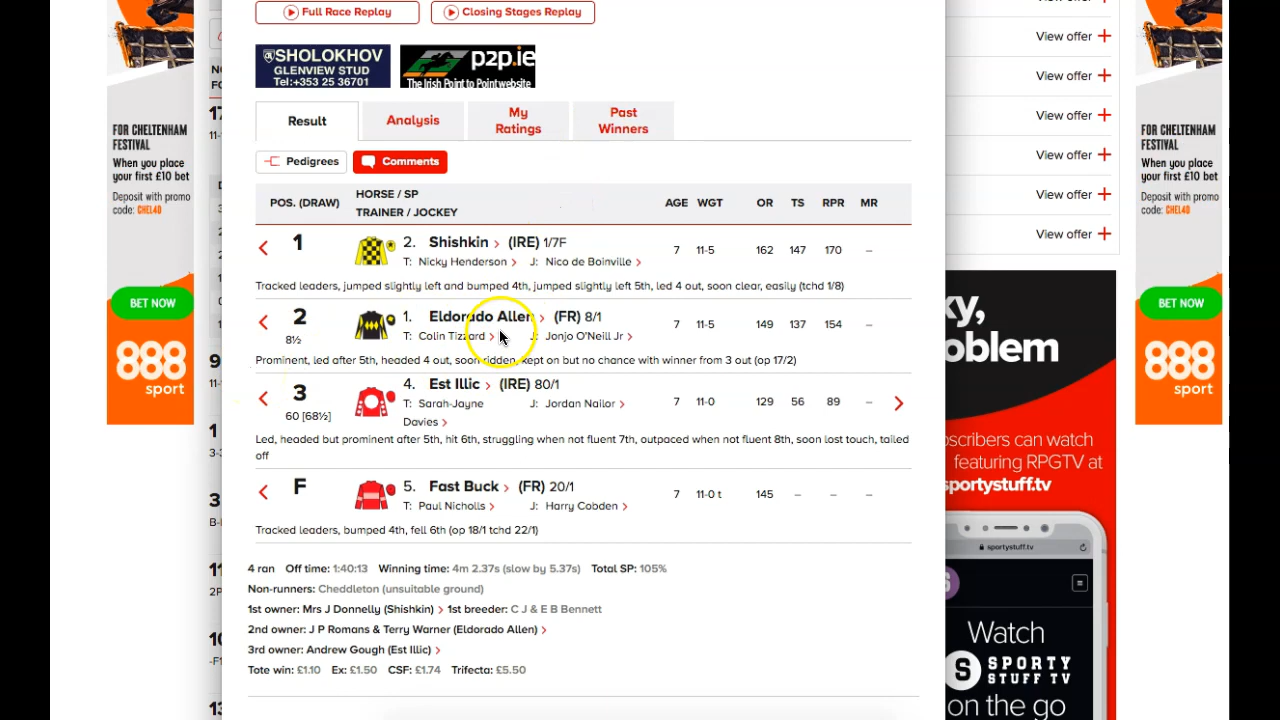 Full Race Replay
Closing Stages Replay
SHOLOKHOV
GLENVIEW STUD
Tel:+353 25 36701
p2p.ie
The Irish Point to Point website
Result
Analysis
My
Ratings
Past
Winners
Pedigrees
Comments
POS. (DRAW)
HORSE / SP
TRAINER / JOCKEY
AGE WGT OR TS RPR MR
1 2. Shishkin (IRE) 1/7F
T: Nicky Henderson J: Nico de Boinville
7 11-5 162 147 170 –
Tracked leaders, jumped slightly left and bumped 4th, jumped slightly left 5th, led 4 out, soon clear, easily (tchd 1/8)
2 1. Eldorado Allen (FR) 8/1
8½ T: Colin Tizzard J: Jonjo O'Neill Jr
7 11-5 149 137 154 –
Prominent, led after 5th, headed 4 out, soon ridden, kept on but no chance with winner from 3 out (op 17/2)
3 4. Est Illic (IRE) 80/1
60 [68½] T: Sarah-Jayne Davies J: Jordan Nailor
7 11-0 129 56 89 –
Led, headed but prominent after 5th, hit 6th, struggling when not fluent 7th, outpaced when not fluent 8th, soon lost touch, tailed
off
F 5. Fast Buck (FR) 20/1
T: Paul Nicholls J: Harry Cobden
7 11-0 t 145 – – –
Tracked leaders, bumped 4th, fell 6th (op 18/1 tchd 22/1)
4 ran Off time: 1:40:13 Winning time: 4m 2.37s (slow by 5.37s) Total SP: 105%
Non-runners: Cheddleton (unsuitable ground)
1st owner: Mrs J Donnelly (Shishkin) 1st breeder: C J & E B Bennett
2nd owner: J P Romans & Terry Warner (Eldorado Allen)
3rd owner: Andrew Gough (Est Illic)
Tote win: £1.10 Ex: £1.50 CSF: £1.74 Trifecta: £5.50
FOR CHELTENHAM
FESTIVAL
When you place
your first £10 bet
Deposit with promo
code: CHEL40
BET NOW
888
sport
View offer
View offer
View offer
View offer
View offer
View offer
ky,
oblem
bscribers can watch
featuring RPGTV at
sportystuff.tv
sportystuff.tv
Watch
SPORTY
STUFF TV
on the go
FOR CHELTENHAM
FESTIVAL
When you place
your first £10 bet
Deposit with promo
code: CHEL40
BET NOW
888
sport